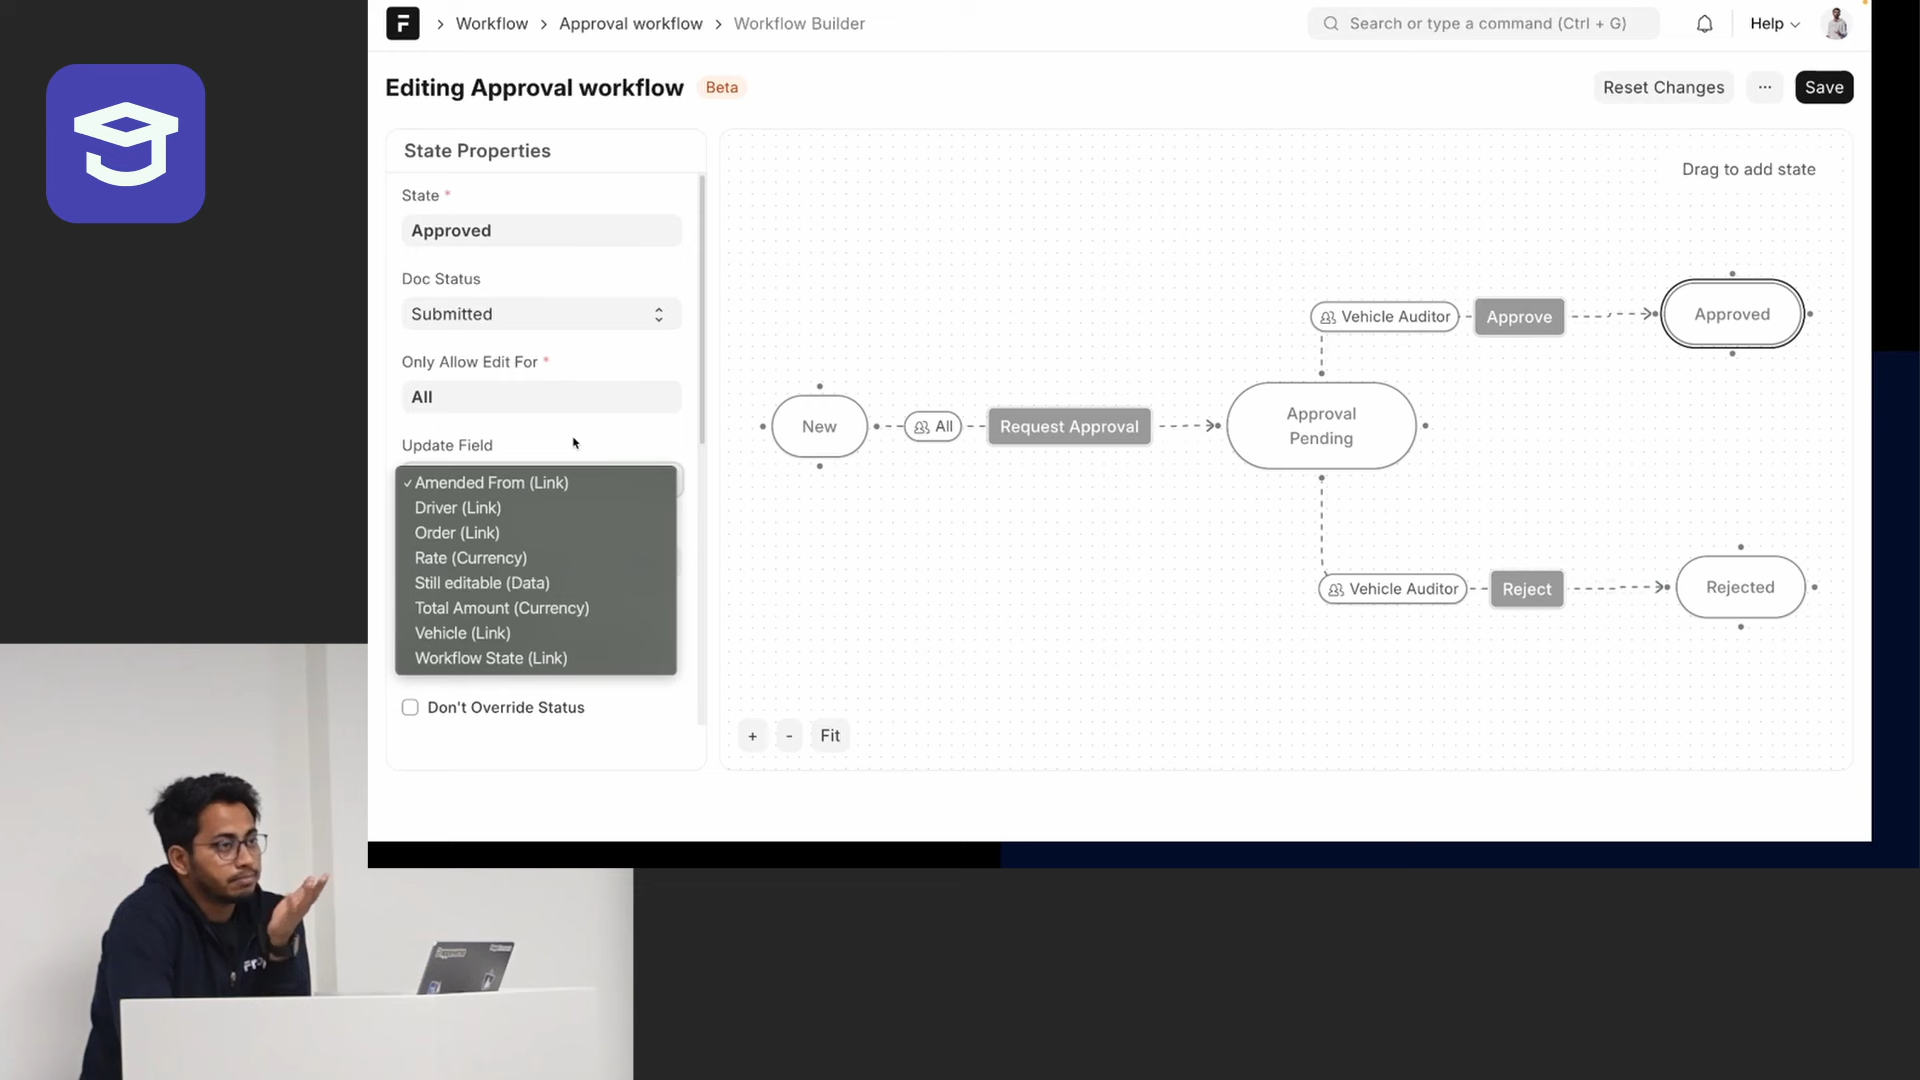 Workflow
Approval workflow
Workflow Builder
Search or type a command (Ctrl + G)
Help
Editing Approval workflow
Beta
Reset Changes
...
Save
State Properties
State *
Approved
Doc Status
Submitted
Only Allow Edit For *
All
Update Field
✓ Amended From (Link)
Driver (Link)
Order (Link)
Rate (Currency)
Still editable (Data)
Total Amount (Currency)
Vehicle (Link)
Workflow State (Link)
Don't Override Status
Drag to add state
Vehicle Auditor
Approve
Approved
New
All
Request Approval
Approval
Pending
Vehicle Auditor
Reject
Rejected
+
-
Fit